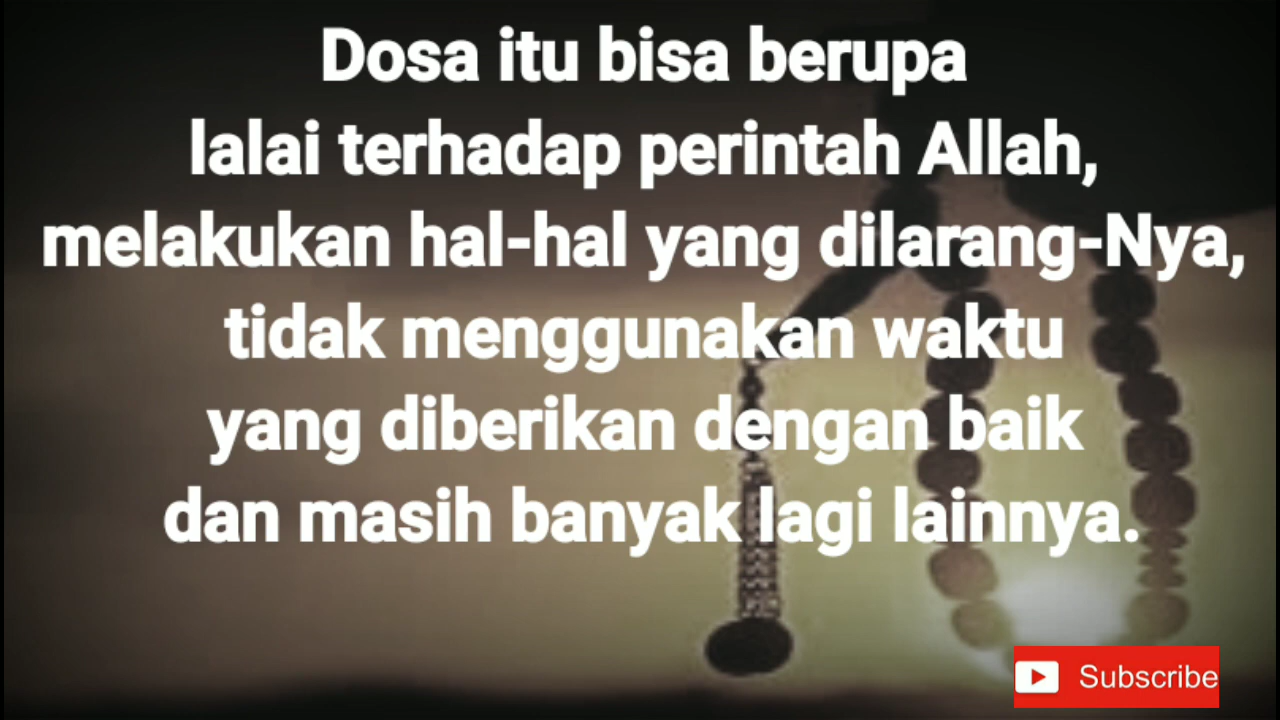 Dosa itu bisa berupa
lalai terhadap perintah Allah,
melakukan hal-hal yang dilarang-Nya,
tidak menggunakan waktu
yang diberikan dengan baik
dan masih banyak lagi lainnya.
Subscribe